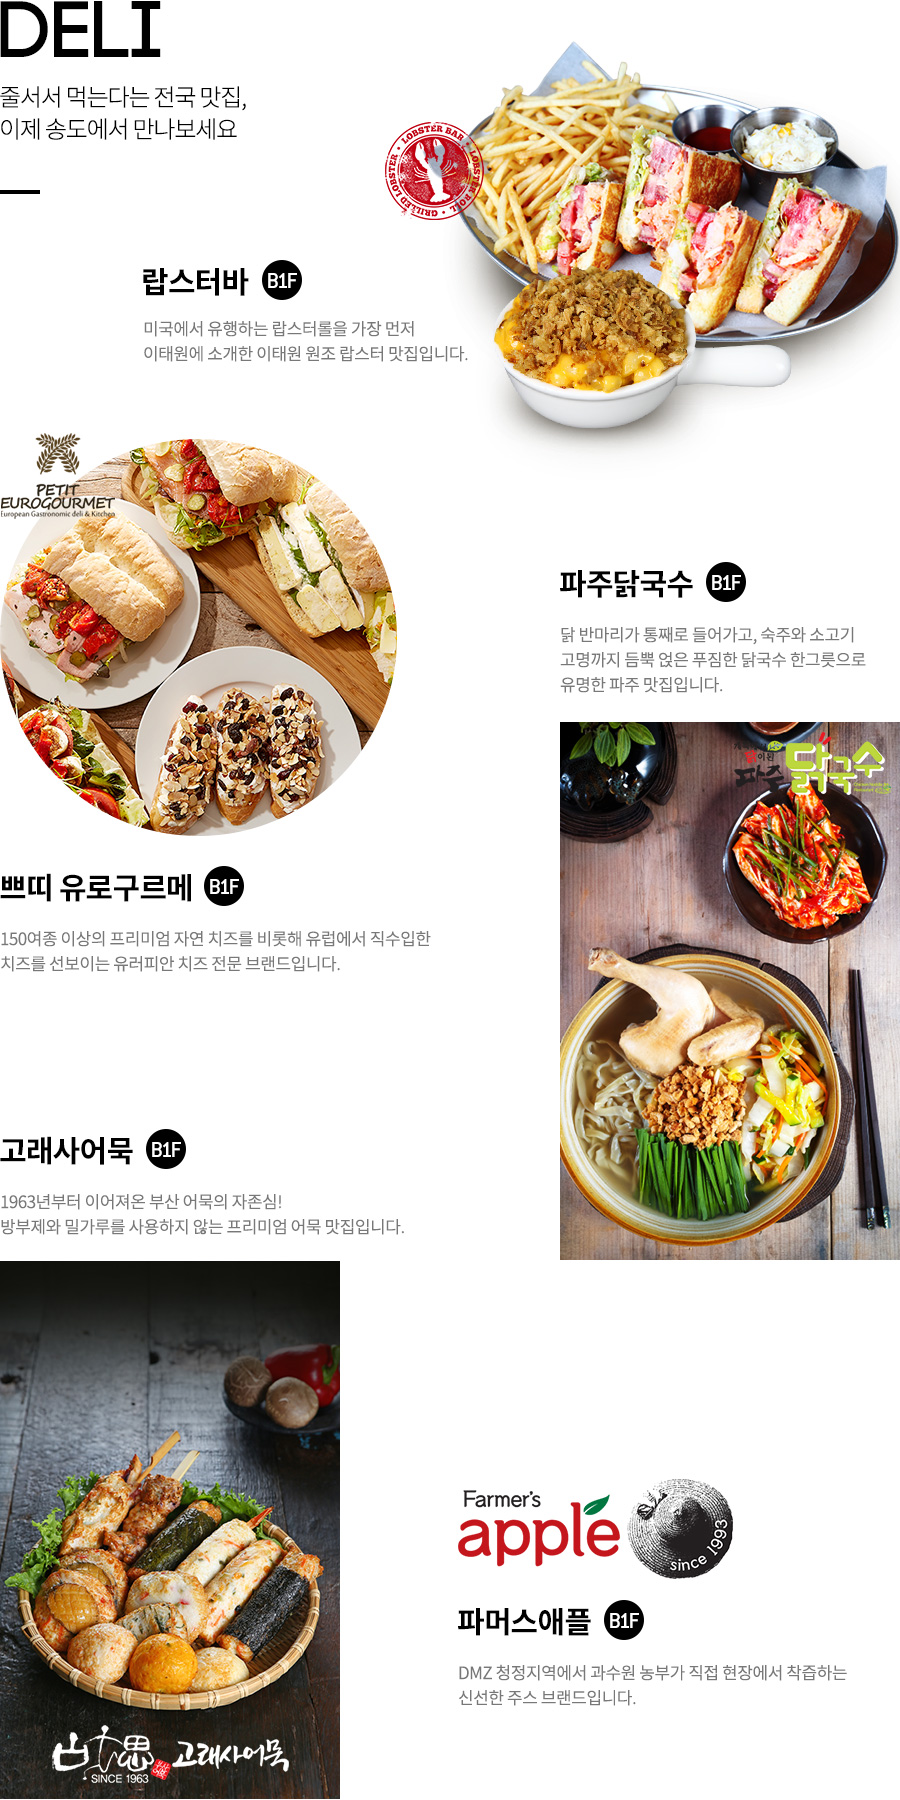 DELI
줄서서 먹는다는 전국 맛집,
이제 송도에서 만나보세요
LOBSTER BAR • LOBSTER ROLL • GRILLED LOBSTER •
랍스터바 B1F
미국에서 유행하는 랍스터롤을 가장 먼저
이태원에 소개한 이태원 원조 랍스터 맛집입니다.
PETIT
EUROGOURMET
European Gastronomic deli & Kitchen
파주닭국수 B1F
닭 반마리가 통째로 들어가고, 숙주와 소고기
고명까지 듬뿍 얹은 푸짐한 닭국수 한그릇으로
유명한 파주 맛집입니다.
파주 닭국수
쁘띠 유로구르메 B1F
150여종 이상의 프리미엄 자연 치즈를 비롯해 유럽에서 직수입한
치즈를 선보이는 유러피안 치즈 전문 브랜드입니다.
고래사어묵 B1F
1963년부터 이어져온 부산 어묵의 자존심!
방부제와 밀가루를 사용하지 않는 프리미엄 어묵 맛집입니다.
고래사어묵
SINCE 1963
Farmer's
apple
since 1993
파머스애플 B1F
DMZ 청정지역에서 과수원 농부가 직접 현장에서 착즙하는
신선한 주스 브랜드입니다.